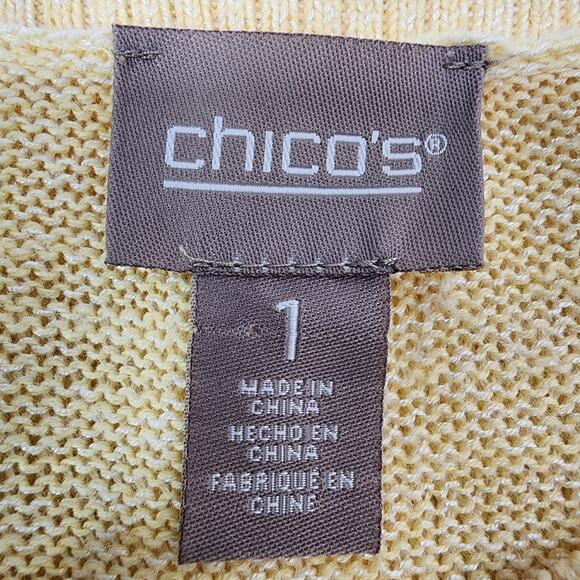 chico's®
1
MADE IN
CHINA
HECHO EN
CHINA
FABRIQUÉ EN
CHINE